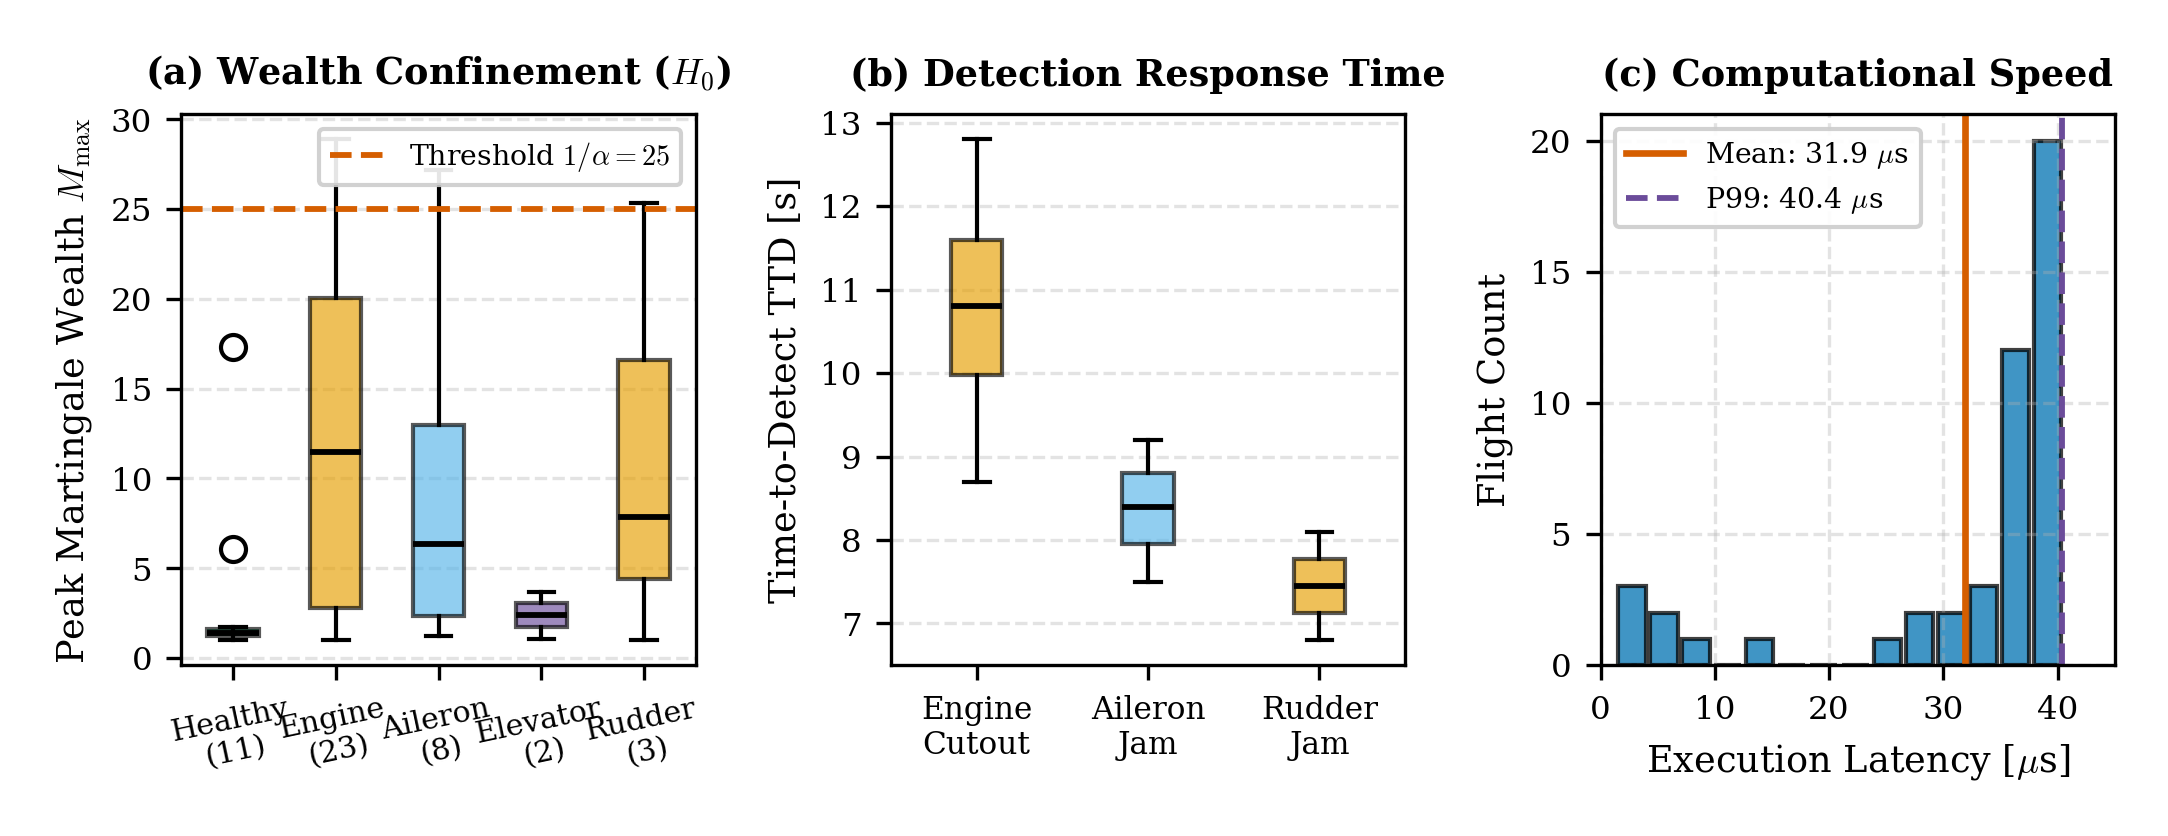 (a) Wealth Confinement (H₀)
Peak Martingale Wealth M_max
30
25
20
15
10
5
0
Threshold 1/α = 25
Healthy
(11)
Engine
(23)
Aileron
(8)
Elevator
(2)
Rudder
(3)
(b) Detection Response Time
Time-to-Detect TTD [s]
13
12
11
10
9
8
7
Engine
Cutout
Aileron
Jam
Rudder
Jam
(c) Computational Speed
Flight Count
20
15
10
5
0
Mean: 31.9 μs
P99: 40.4 μs
0 10 20 30 40
Execution Latency [μs]